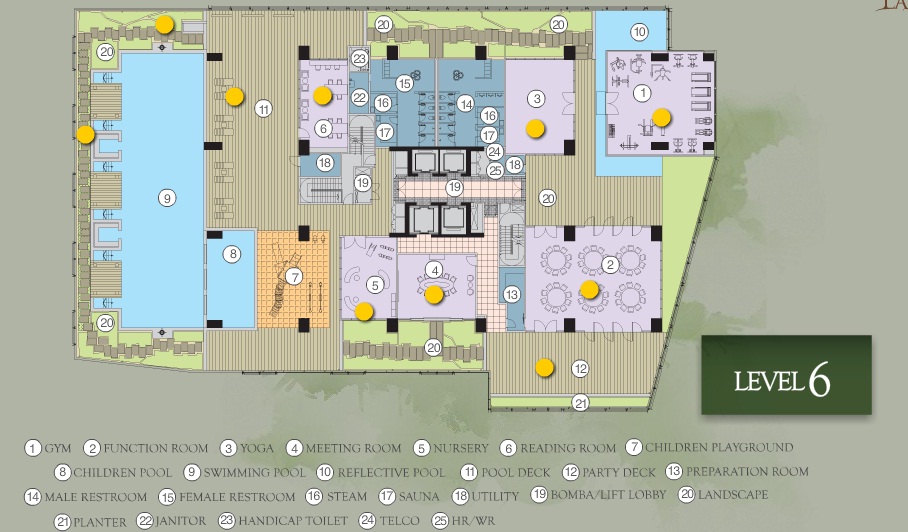 LA
20 20 20 10
23
1
15
22 16 14 3
11 16
6 17 17
24
18 18
25
19 19
9 20
8 2
7 4
5
13
20 20
12
21
LEVEL 6
1 GYM 2 FUNCTION ROOM 3 YOGA 4 MEETING ROOM 5 NURSERY 6 READING ROOM 7 CHILDREN PLAYGROUND
8 CHILDREN POOL 9 SWIMMING POOL 10 REFLECTIVE POOL 11 POOL DECK 12 PARTY DECK 13 PREPARATION ROOM
14 MALE RESTROOM 15 FEMALE RESTROOM 16 STEAM 17 SAUNA 18 UTILITY 19 BOMBA/LIFT LOBBY 20 LANDSCAPE
21 PLANTER 22 JANITOR 23 HANDICAP TOILET 24 TELCO 25 HR/WR